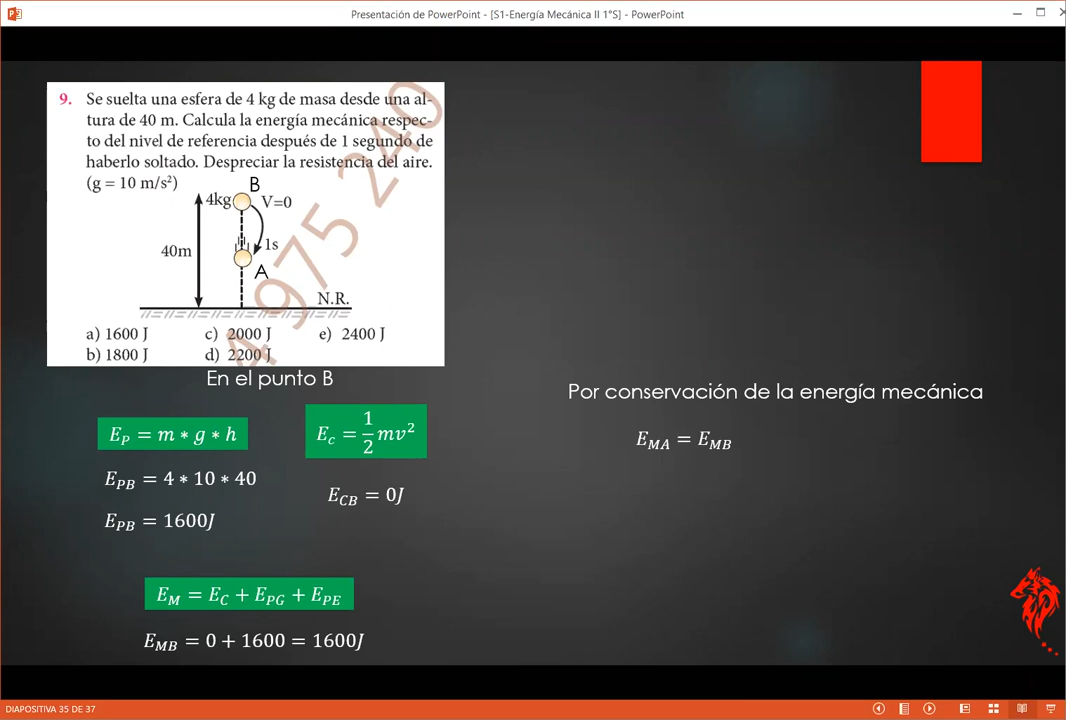 Presentación de PowerPoint - [S1-Energía Mecánica II 1°S] - PowerPoint
9. Se suelta una esfera de 4 kg de masa desde una al-
tura de 40 m. Calcula la energía mecánica respec-
to del nivel de referencia después de 1 segundo de
haberlo soltado. Despreciar la resistencia del aire.
(g = 10 m/s²)
B
4kg V=0
40m 1s
A
N.R.
4 975 240
a) 1600 J c) 2000 J e) 2400 J
b) 1800 J d) 2200 J
En el punto B
E_P = m * g * h
E_c = 1/2 mv²
E_PB = 4 * 10 * 40
E_CB = 0J
E_PB = 1600J
E_M = E_C + E_PG + E_PE
E_MB = 0 + 1600 = 1600J
Por conservación de la energía mecánica
E_MA = E_MB
DIAPOSITIVA 35 DE 37